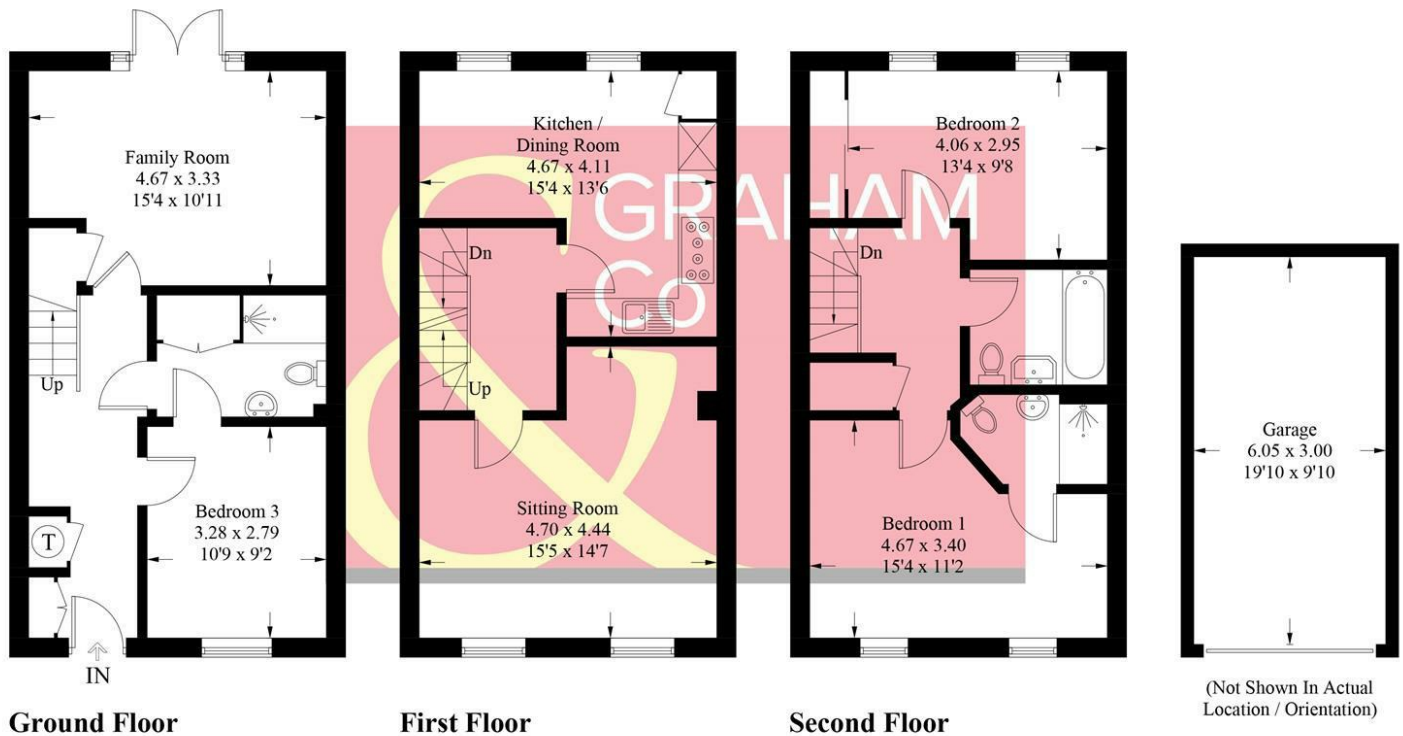 Family Room
4.67 x 3.33
15'4 x 10'11
Up
Bedroom 3
3.28 x 2.79
10'9 x 9'2
T
IN
Ground Floor
Kitchen /
Dining Room
4.67 x 4.11
15'4 x 13'6
Dn
Up
Sitting Room
4.70 x 4.44
15'5 x 14'7
First Floor
Bedroom 2
4.06 x 2.95
13'4 x 9'8
Dn
Bedroom 1
4.67 x 3.40
15'4 x 11'2
Second Floor
Garage
6.05 x 3.00
19'10 x 9'10
(Not Shown In Actual
Location / Orientation)
&
GRAHAM
Co